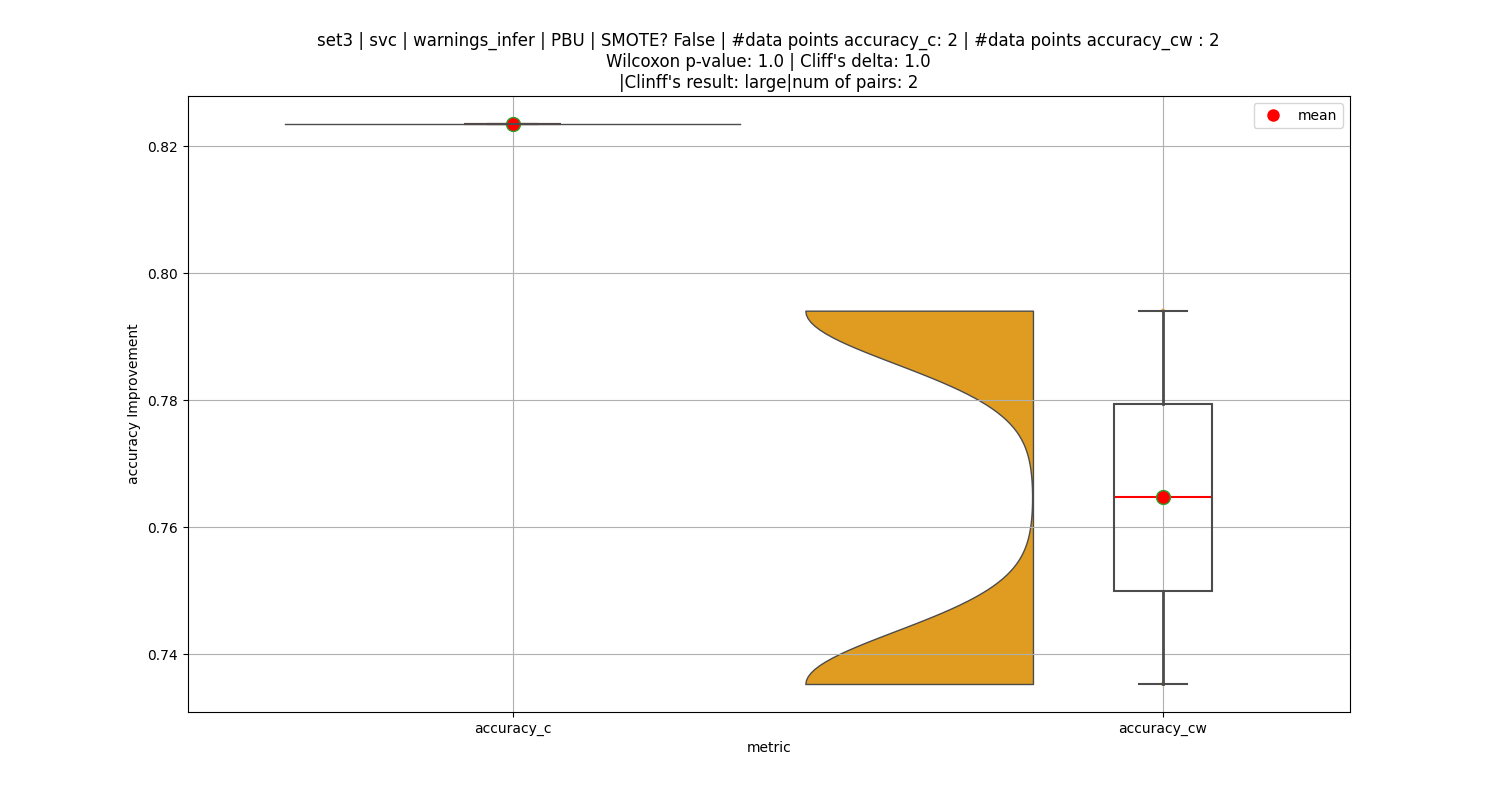 set3 | svc | warnings_infer | PBU | SMOTE? False | #data points accuracy_c: 2 | #data points accuracy_cw : 2
Wilcoxon p-value: 1.0 | Cliff's delta: 1.0
|Clinff's result: large|num of pairs: 2
mean
accuracy Improvement
0.82
0.80
0.78
0.76
0.74
accuracy_c
accuracy_cw
metric